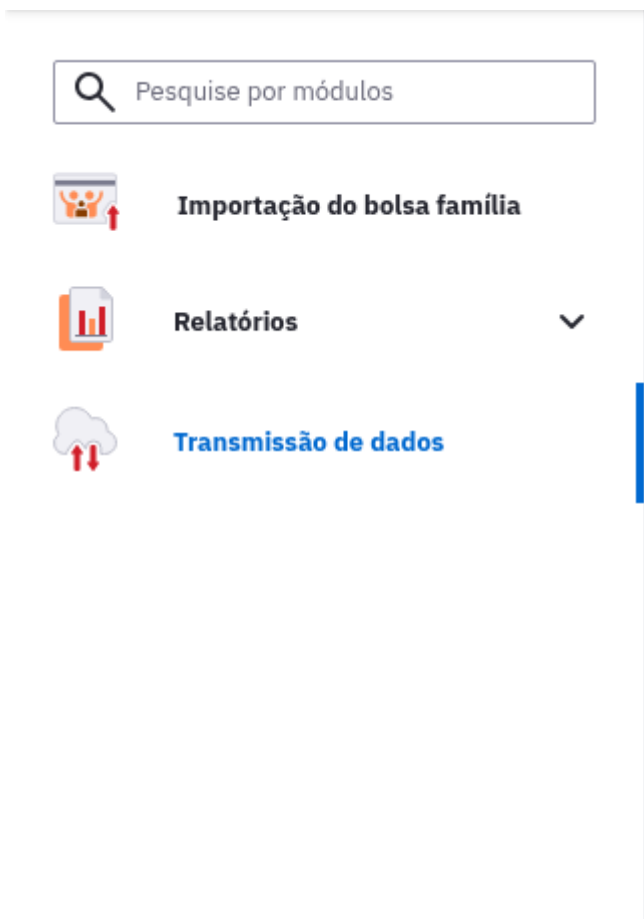 Pesquise por módulos
Importação do bolsa família
Relatórios
Transmissão de dados